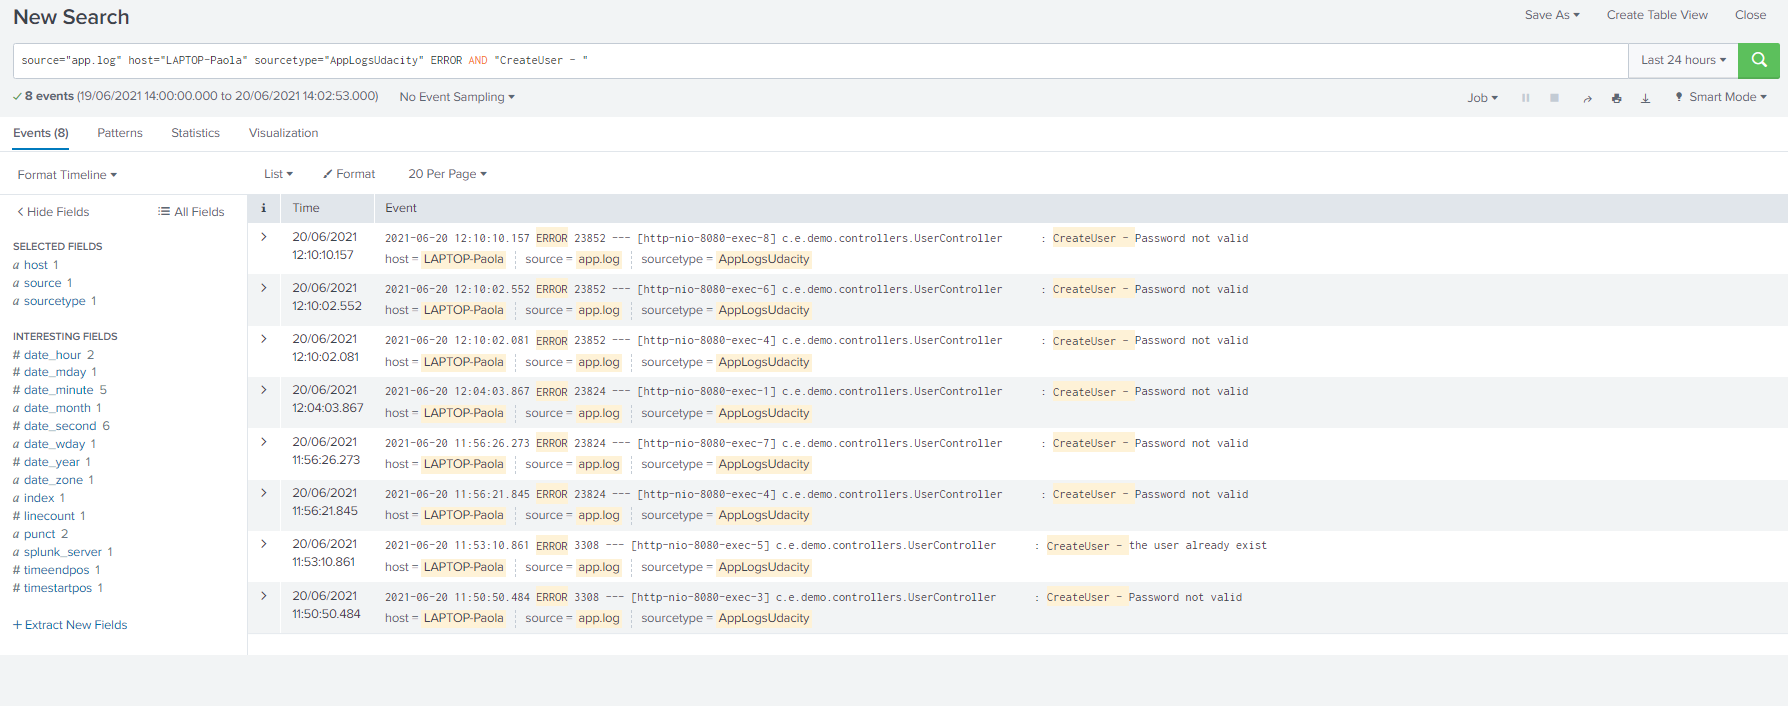 New Search
Save As Create Table View Close
source="app.log" host="LAPTOP-Paola" sourcetype="AppLogsUdacity" ERROR AND "CreateUser - "
Last 24 hours
8 events (19/06/2021 14:00:00.000 to 20/06/2021 14:02:53.000) No Event Sampling
Job Smart Mode
Events (8) Patterns Statistics Visualization
Format Timeline
List Format 20 Per Page
Hide Fields All Fields
SELECTED FIELDS
a host 1
a source 1
a sourcetype 1
INTERESTING FIELDS
# date_hour 2
# date_mday 1
# date_minute 5
a date_month 1
# date_second 6
a date_wday 1
# date_year 1
a date_zone 1
a index 1
# linecount 1
a punct 2
a splunk_server 1
# timeendpos 1
# timestartpos 1
+ Extract New Fields
i Time Event
20/06/2021
12:10:10.157
2021-06-20 12:10:10.157 ERROR 23852 --- [http-nio-8080-exec-8] c.e.demo.controllers.UserController : CreateUser - Password not valid
host = LAPTOP-Paola source = app.log sourcetype = AppLogsUdacity
20/06/2021
12:10:02.552
2021-06-20 12:10:02.552 ERROR 23852 --- [http-nio-8080-exec-6] c.e.demo.controllers.UserController : CreateUser - Password not valid
host = LAPTOP-Paola source = app.log sourcetype = AppLogsUdacity
20/06/2021
12:10:02.081
2021-06-20 12:10:02.081 ERROR 23852 --- [http-nio-8080-exec-4] c.e.demo.controllers.UserController : CreateUser - Password not valid
host = LAPTOP-Paola source = app.log sourcetype = AppLogsUdacity
20/06/2021
12:04:03.867
2021-06-20 12:04:03.867 ERROR 23824 --- [http-nio-8080-exec-1] c.e.demo.controllers.UserController : CreateUser - Password not valid
host = LAPTOP-Paola source = app.log sourcetype = AppLogsUdacity
20/06/2021
11:56:26.273
2021-06-20 11:56:26.273 ERROR 23824 --- [http-nio-8080-exec-7] c.e.demo.controllers.UserController : CreateUser - Password not valid
host = LAPTOP-Paola source = app.log sourcetype = AppLogsUdacity
20/06/2021
11:56:21.845
2021-06-20 11:56:21.845 ERROR 23824 --- [http-nio-8080-exec-4] c.e.demo.controllers.UserController : CreateUser - Password not valid
host = LAPTOP-Paola source = app.log sourcetype = AppLogsUdacity
20/06/2021
11:53:10.861
2021-06-20 11:53:10.861 ERROR 3308 --- [http-nio-8080-exec-5] c.e.demo.controllers.UserController : CreateUser - the user already exist
host = LAPTOP-Paola source = app.log sourcetype = AppLogsUdacity
20/06/2021
11:50:50.484
2021-06-20 11:50:50.484 ERROR 3308 --- [http-nio-8080-exec-3] c.e.demo.controllers.UserController : CreateUser - Password not valid
host = LAPTOP-Paola source = app.log sourcetype = AppLogsUdacity